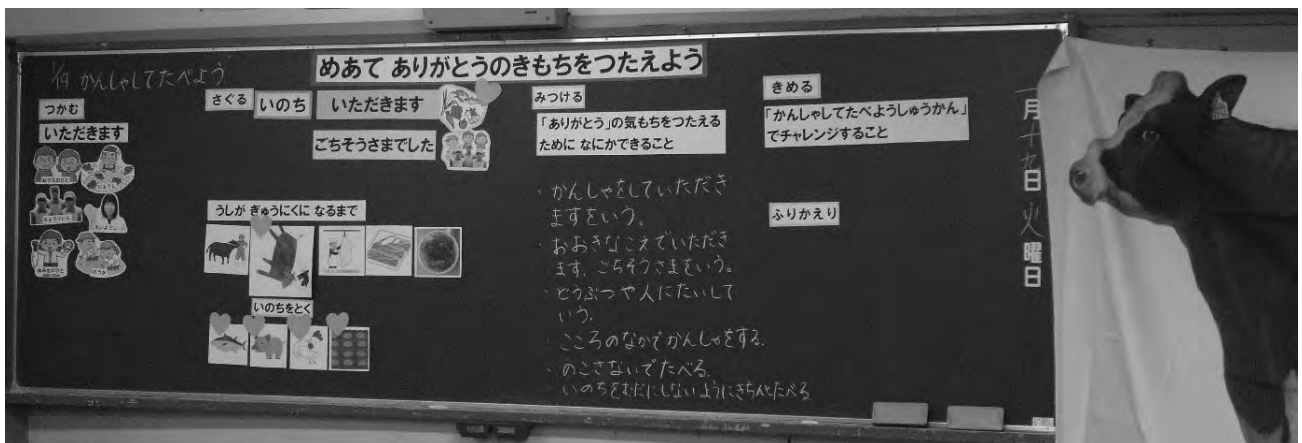 1/19 かんしゃしてたべよう
めあて ありがとうのきもちをつたえよう
つかむ
いただきます
おうちのひと
さぐる
いのち
いただきます
ごちそうさまでした
うしが ぎゅうにくに なるまで
いのちをとく
みつける
「ありがとう」の気もちをつたえる
ために なにかできること
・かんしゃをしていただき
ますをいう。
・おおきなこえでいただき
ます、ごちそうさまをいう。
・どうぶつや人にたいして
いう。
・こころのなかでかんしゃをする。
・のこさないでたべる。
・いのちをむだにしないようにきちんとたべる
きめる
「かんしゃしてたべようしゅうかん」
でチャレンジすること
ふりかえり
一月十九日火曜日